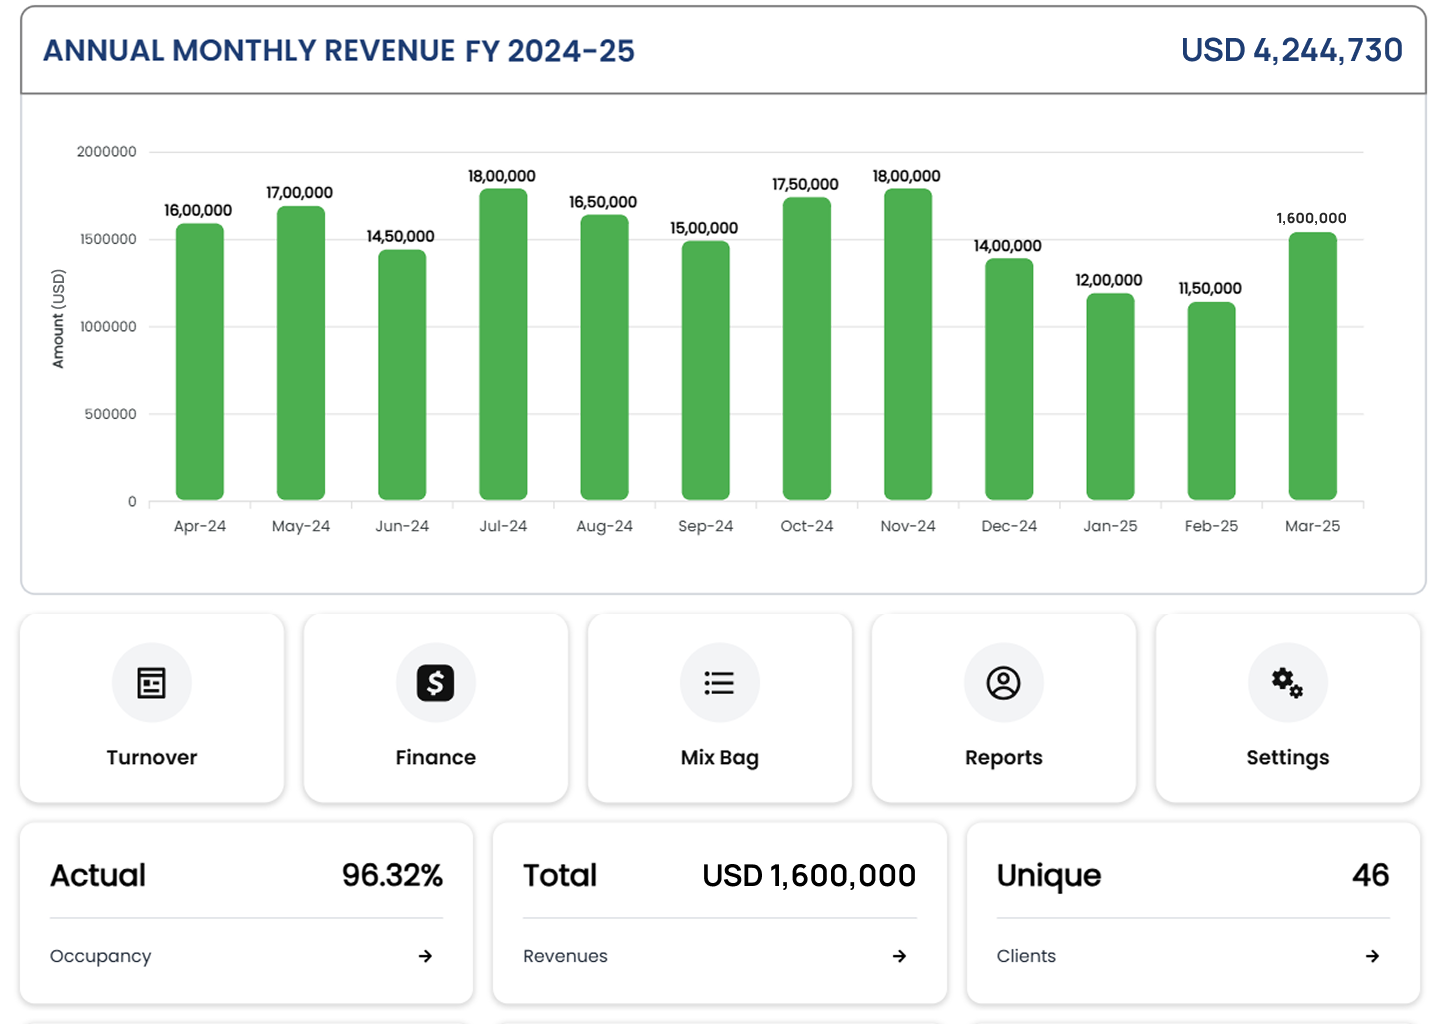 ANNUAL MONTHLY REVENUE FY 2024-25 USD 4,244,730
2000000
18,00,000 18,00,000
17,50,000
17,00,000
16,50,000
16,00,000
1,600,000
15,00,000
14,50,000
1500000
14,00,000
12,00,000
11,50,000
Amount (USD)
1000000
500000
0
Apr-24 May-24 Jun-24 Jul-24 Aug-24 Sep-24 Oct-24 Nov-24 Dec-24 Jan-25 Feb-25 Mar-25
Turnover Finance Mix Bag Reports Settings
Actual 96.32% Total USD 1,600,000 Unique 46
Occupancy Revenues Clients